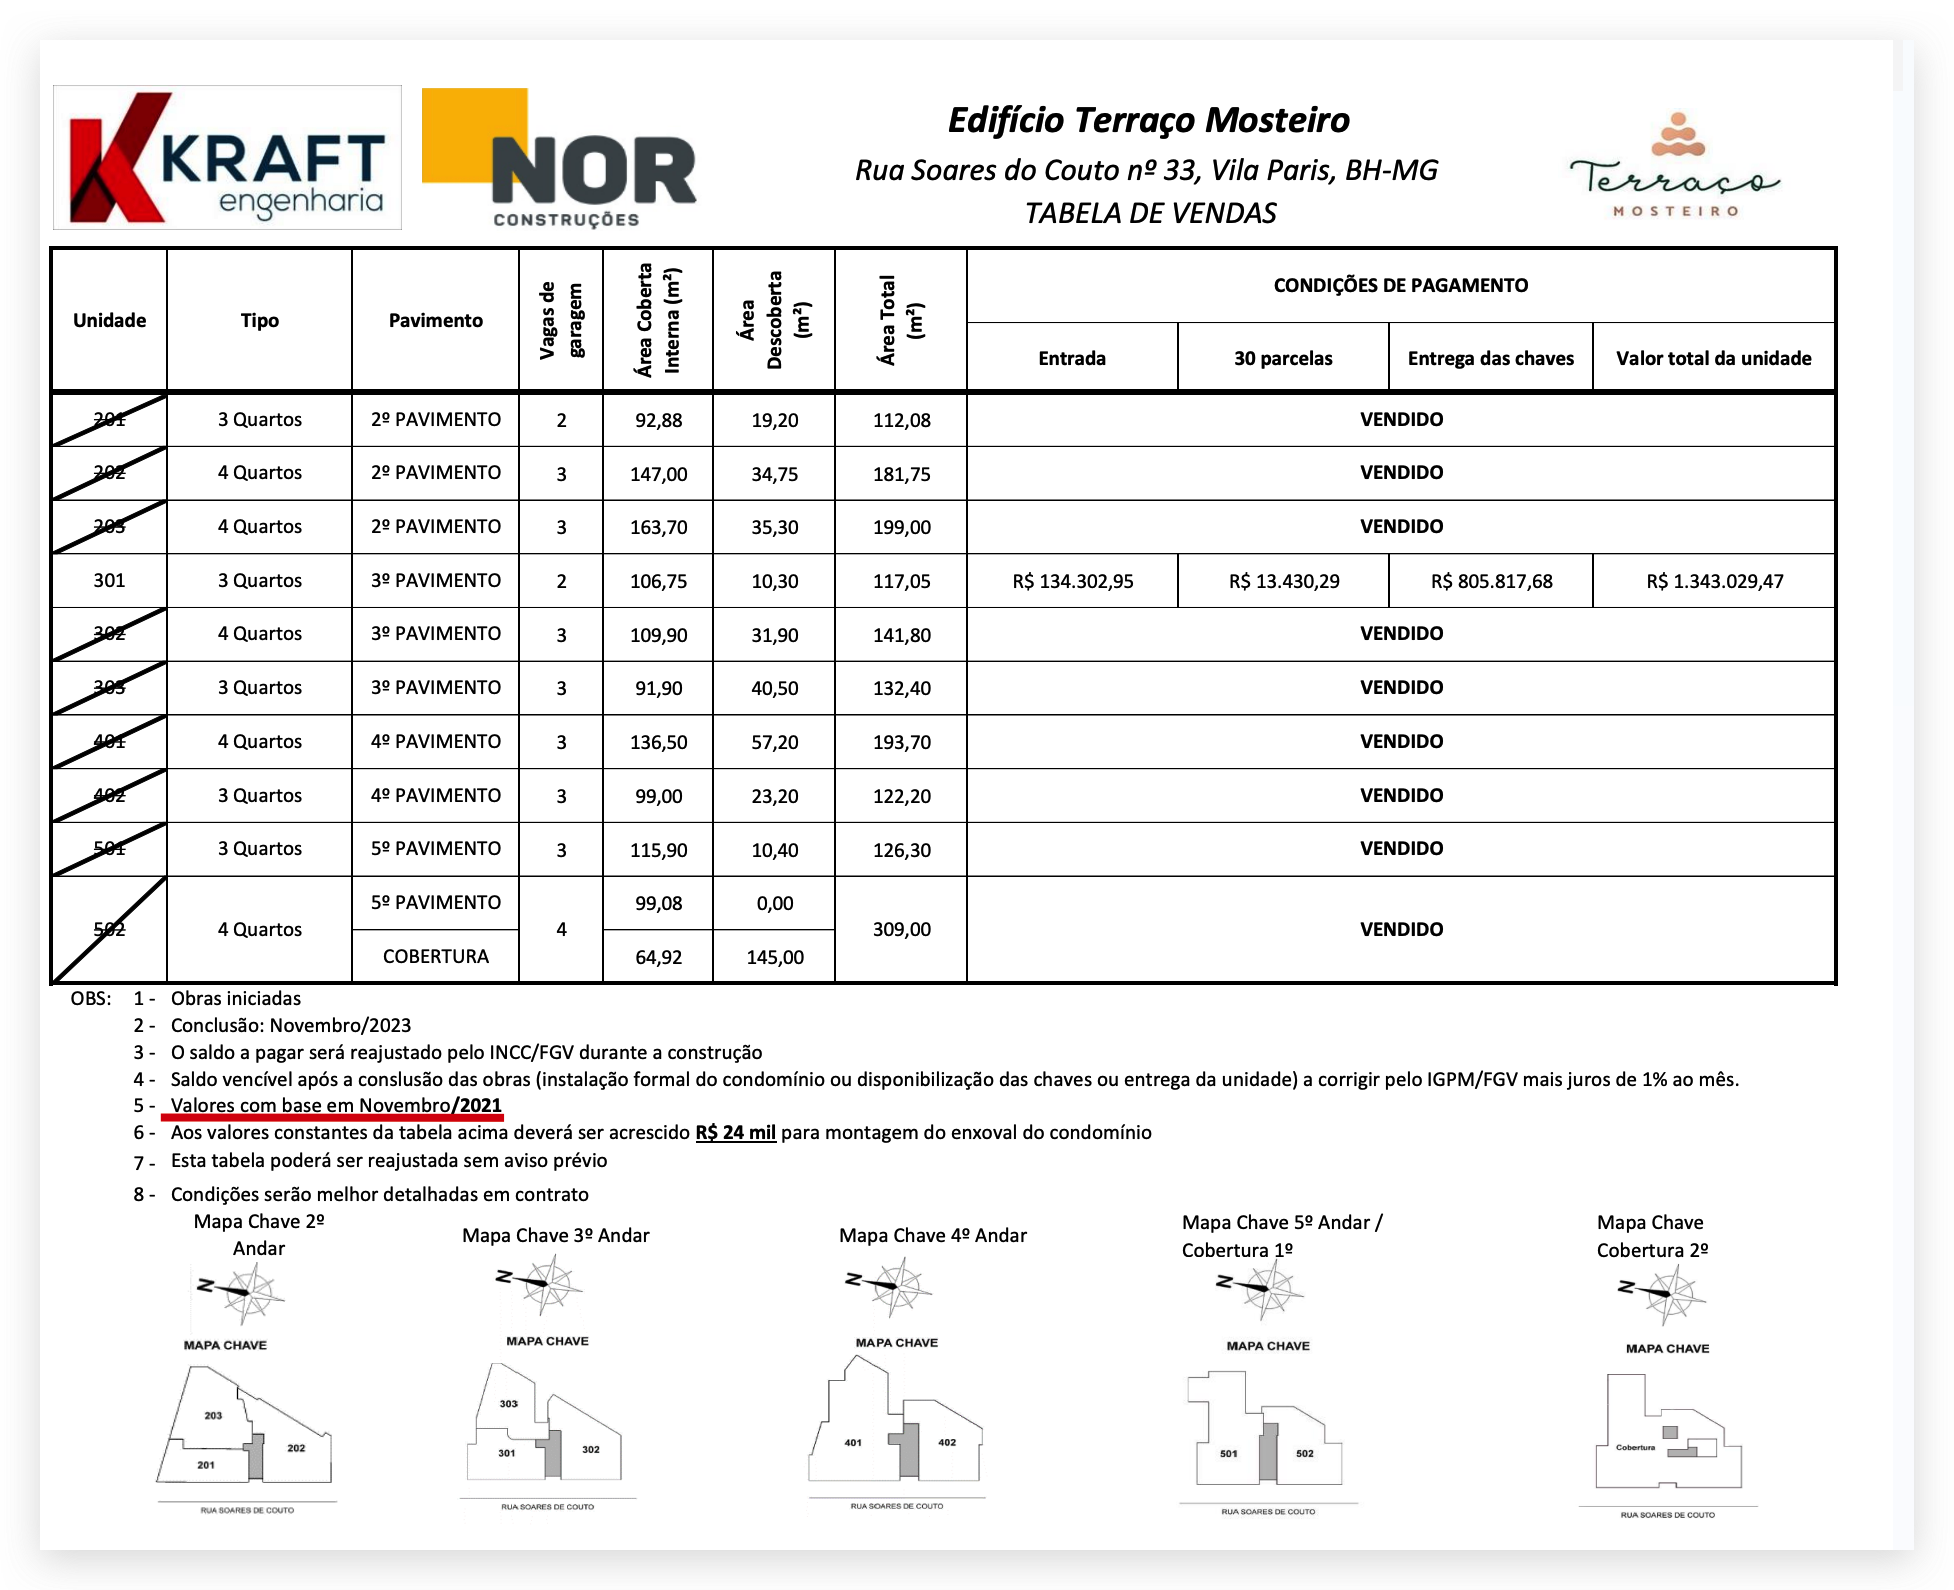 KRAFT
engenharia
NOR
CONSTRUÇÕES
Edifício Terraço Mosteiro
Rua Soares do Couto nº 33, Vila Paris, BH-MG
TABELA DE VENDAS
Terraço
MOSTEIRO
Unidade Tipo Pavimento Vagas de garagem Área Coberta Interna (m²) Área Descoberta (m²) Área Total (m²) CONDIÇÕES DE PAGAMENTO
Entrada 30 parcelas Entrega das chaves Valor total da unidade
201 3 Quartos 2º PAVIMENTO 2 92,88 19,20 112,08 VENDIDO
202 4 Quartos 2º PAVIMENTO 3 147,00 34,75 181,75 VENDIDO
203 4 Quartos 2º PAVIMENTO 3 163,70 35,30 199,00 VENDIDO
301 3 Quartos 3º PAVIMENTO 2 106,75 10,30 117,05 R$ 134.302,95 R$ 13.430,29 R$ 805.817,68 R$ 1.343.029,47
302 4 Quartos 3º PAVIMENTO 3 109,90 31,90 141,80 VENDIDO
303 3 Quartos 3º PAVIMENTO 3 91,90 40,50 132,40 VENDIDO
401 4 Quartos 4º PAVIMENTO 3 136,50 57,20 193,70 VENDIDO
402 3 Quartos 4º PAVIMENTO 3 99,00 23,20 122,20 VENDIDO
501 3 Quartos 5º PAVIMENTO 3 115,90 10,40 126,30 VENDIDO
502 4 Quartos 5º PAVIMENTO 4 99,08 0,00 309,00 VENDIDO
COBERTURA 64,92 145,00
OBS: 1 - Obras iniciadas
2 - Conclusão: Novembro/2023
3 - O saldo a pagar será reajustado pelo INCC/FGV durante a construção
4 - Saldo vencível após a conslusão das obras (instalação formal do condomínio ou disponibilização das chaves ou entrega da unidade) a corrigir pelo IGPM/FGV mais juros de 1% ao mês.
5 - Valores com base em Novembro/2021
6 - Aos valores constantes da tabela acima deverá ser acrescido R$ 24 mil para montagem do enxoval do condomínio
7 - Esta tabela poderá ser reajustada sem aviso prévio
8 - Condições serão melhor detalhadas em contrato
Mapa Chave 2º
Andar
N
MAPA CHAVE
203
202
201
RUA SOARES DE COUTO
Mapa Chave 3º Andar
N
MAPA CHAVE
303
301
302
RUA SOARES DE COUTO
Mapa Chave 4º Andar
N
MAPA CHAVE
401
402
RUA SOARES DE COUTO
Mapa Chave 5º Andar /
Cobertura 1º
N
MAPA CHAVE
501
502
RUA SOARES DE COUTO
Mapa Chave
Cobertura 2º
N
MAPA CHAVE
Cobertura
RUA SOARES DE COUTO